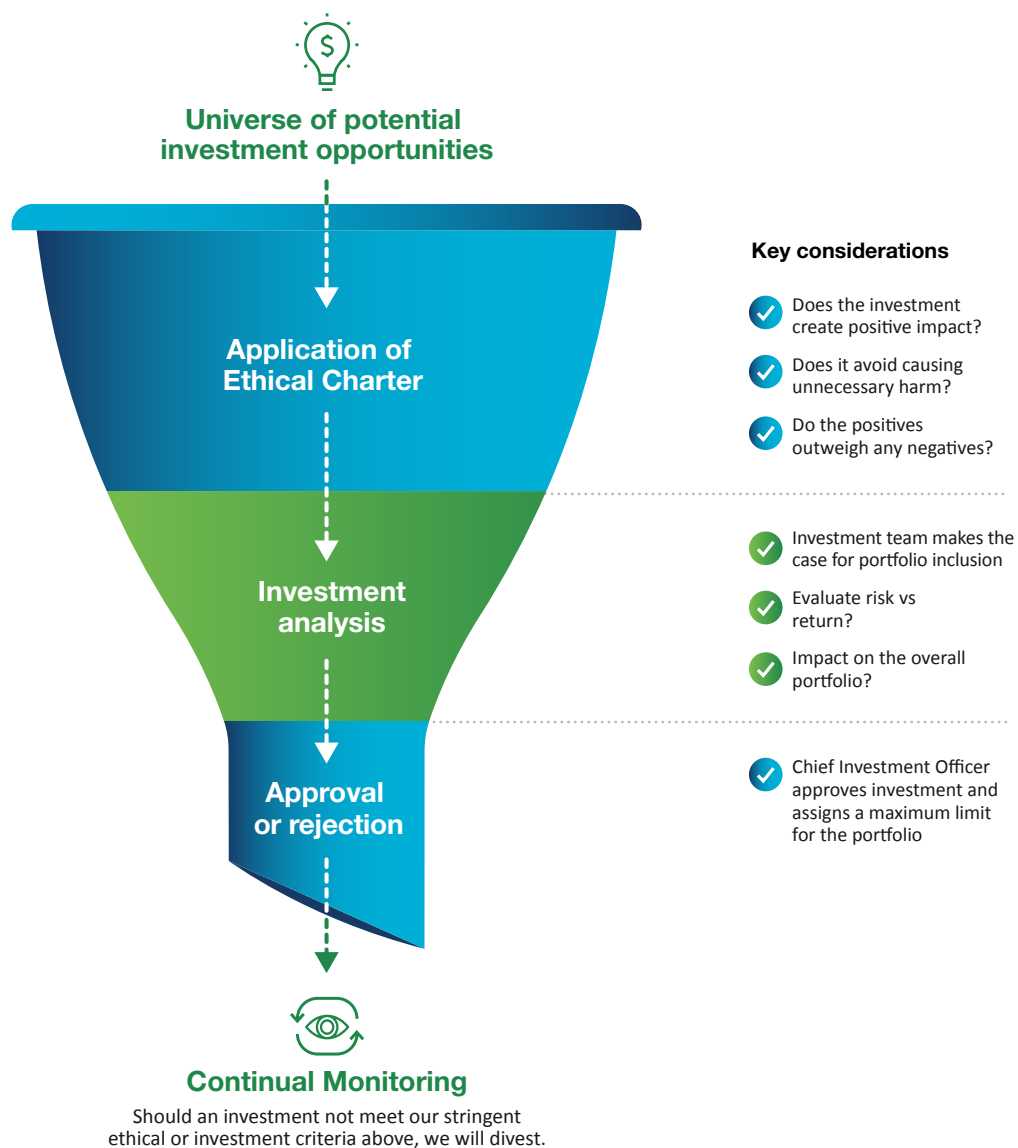 $
Universe of potential
investment opportunities
Application of
Ethical Charter
Key considerations
Does the investment
create positive impact?
Does it avoid causing
unnecessary harm?
Do the positives
outweigh any negatives?
Investment
analysis
Investment team makes the
case for portfolio inclusion
Evaluate risk vs
return?
Impact on the overall
portfolio?
Approval
or rejection
Chief Investment Officer
approves investment and
assigns a maximum limit
for the portfolio
Continual Monitoring
Should an investment not meet our stringent
ethical or investment criteria above, we will divest.